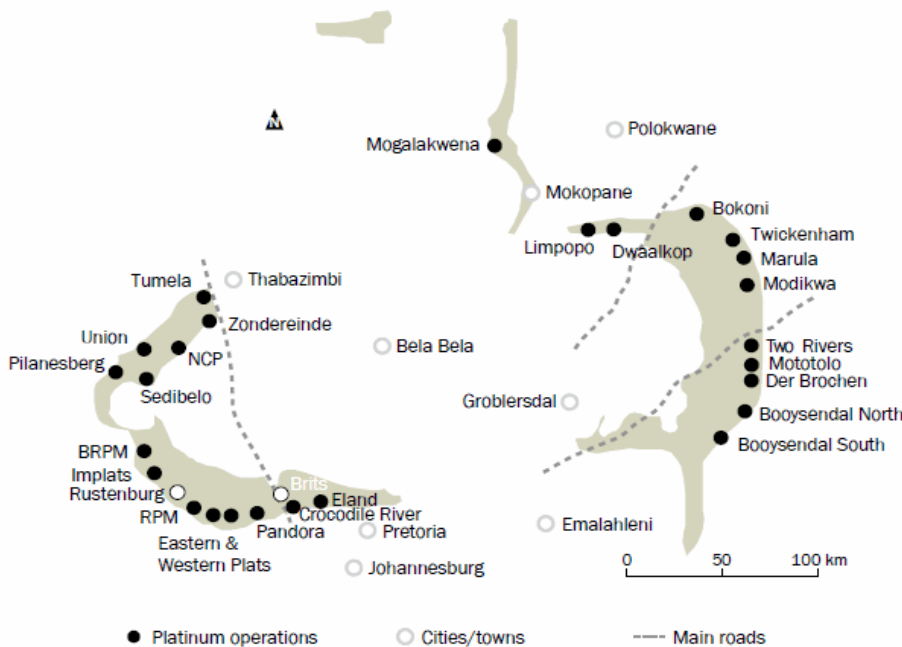 N
Polokwane
Mogalakwena
Mokopane
Bokoni
Twickenham
Limpopo
Dwaalkop
Marula
Tumela
Thabazimbi
Modikwa
Zondereinde
Union
Bela Bela
Two Rivers
NCP
Pilanesberg
Mototolo
Der Brochen
Sedibelo
Groblersdal
Booysendal North
Booysendal South
BRPM
Implats
Brits
Rustenburg
Eland
Crocodile River
RPM
Pandora
Pretoria
Emalahleni
Eastern &
Western Plats
Johannesburg
0 50 100 km
Platinum operations
Cities/towns
Main roads